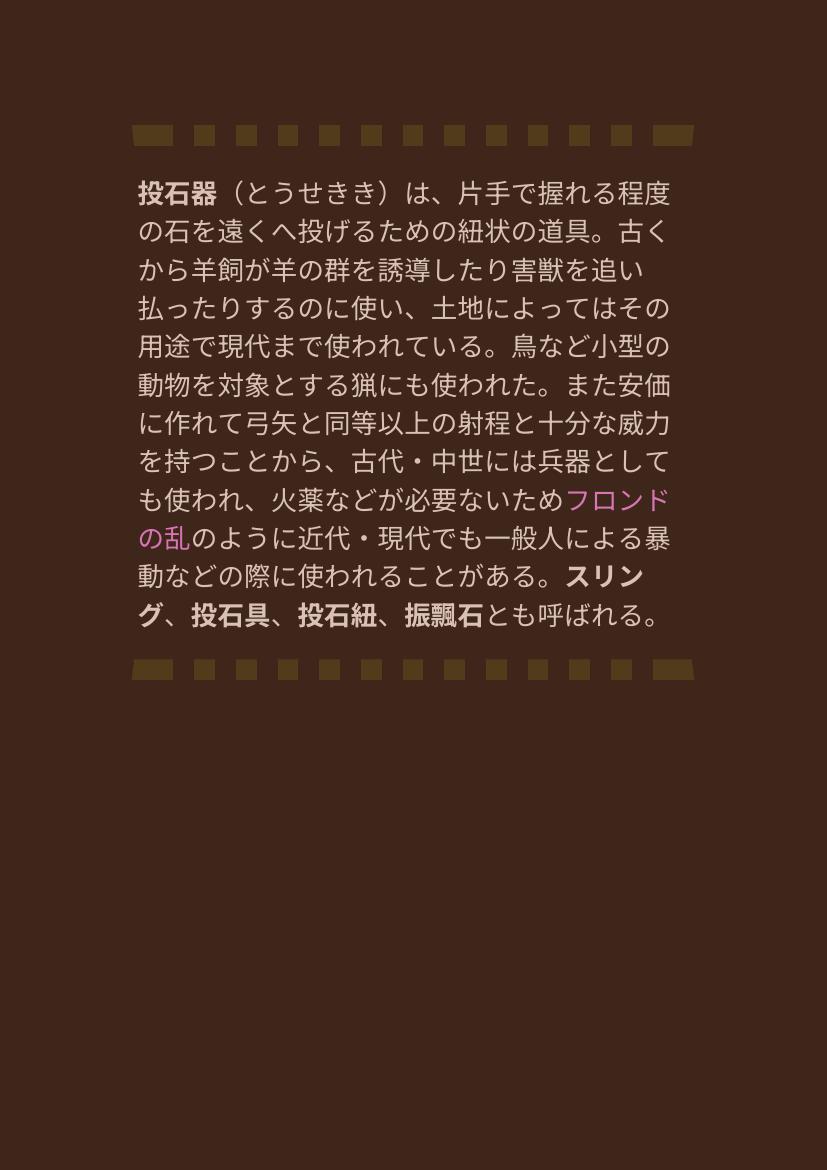 投石器（とうせきき）は、片手で握れる程度
の石を遠くへ投げるための紐状の道具。古く
から羊飼が羊の群を誘導したり害獣を追い
払ったりするのに使い、土地によってはその
用途で現代まで使われている。鳥など小型の
動物を対象とする猟にも使われた。また安価
に作れて弓矢と同等以上の射程と十分な威力
を持つことから、古代・中世には兵器として
も使われ、火薬などが必要ないためフロンド
の乱のように近代・現代でも一般人による暴
動などの際に使われることがある。スリン
グ、投石具、投石紐、振飄石とも呼ばれる。